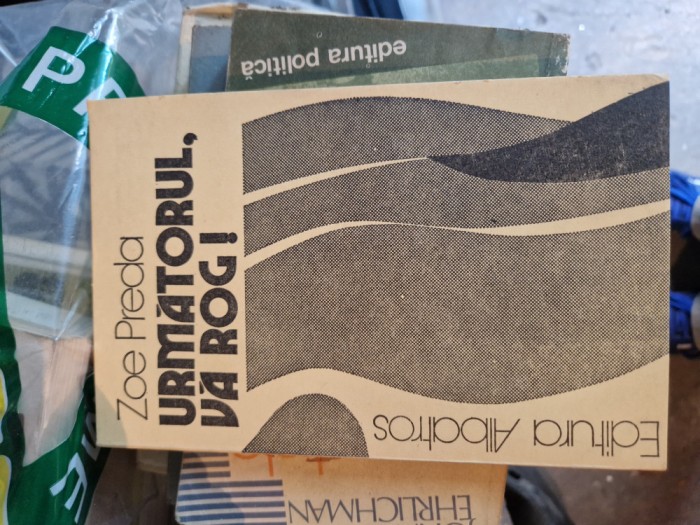 Zoe Preda
URMĂTORUL,
VĂ ROG!
Editura Albatros
editura politică
EHRLICHMAN